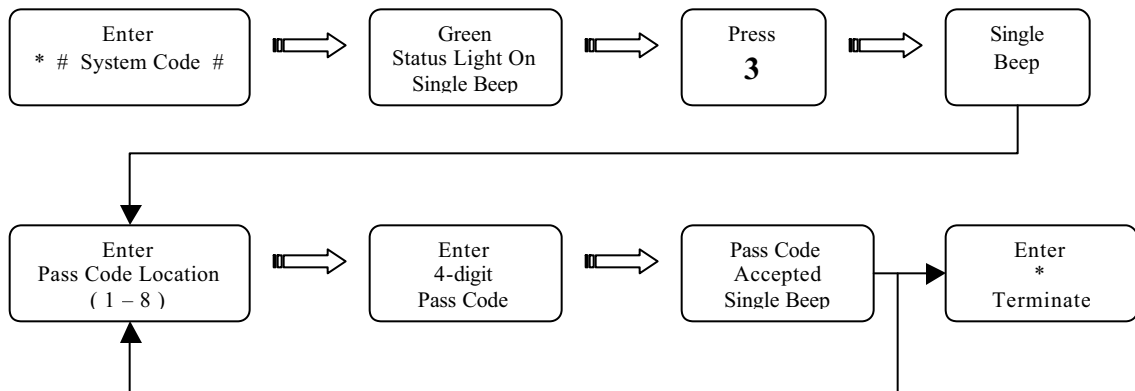 Enter
* # System Code #
Green
Status Light On
Single Beep
Press
3
Single
Beep
Enter
Pass Code Location
( 1 – 8 )
Enter
4-digit
Pass Code
Pass Code
Accepted
Single Beep
Enter
*
Terminate